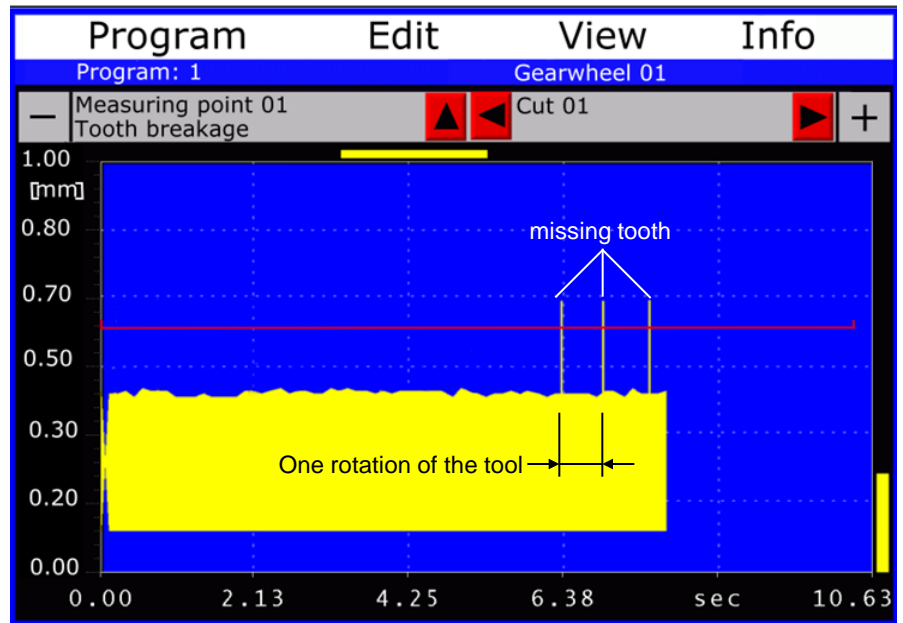 Program Edit View Info
Program: 1 Gearwheel 01
− Measuring point 01 Cut 01 +
Tooth breakage
1.00
[mm]
0.80
missing tooth
0.70
0.50
0.30
One rotation of the tool
0.20
0.00
0.00 2.13 4.25 6.38 sec 10.63